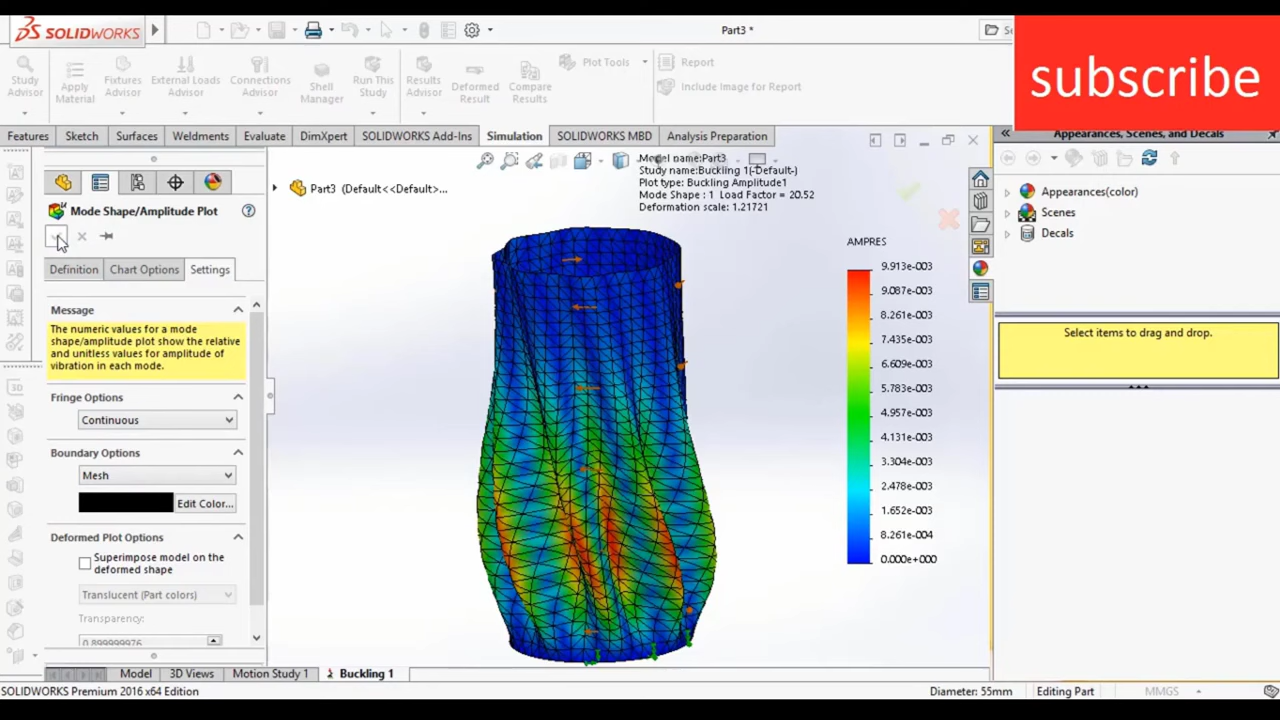 SOLIDWORKS
Part3 *
subscribe
Study Advisor
Apply Material
Fixtures Advisor
External Loads Advisor
Connections Advisor
Shell Manager
Run This Study
Results Advisor
Deformed Result
Compare Results
Plot Tools
Report
Include Image for Report
Features
Sketch
Surfaces
Weldments
Evaluate
DimXpert
SOLIDWORKS Add-Ins
Simulation
SOLIDWORKS MBD
Analysis Preparation
Appearances, Scenes, and Decals
Mode Shape/Amplitude Plot
Definition
Chart Options
Settings
Message
The numeric values for a mode
shape/amplitude plot show the relative
and unitless values for amplitude of
vibration in each mode.
Fringe Options
Continuous
Boundary Options
Mesh
Edit Color...
Deformed Plot Options
Superimpose model on the
deformed shape
Translucent (Part colors)
Transparency:
0.899999976
Part3 (Default<<Default>...
Model name:Part3
Study name:Buckling 1(-Default-)
Plot type: Buckling Amplitude1
Mode Shape : 1 Load Factor = 20.52
Deformation scale: 1.21721
AMPRES
9.913e-003
9.087e-003
8.261e-003
7.435e-003
6.609e-003
5.783e-003
4.957e-003
4.131e-003
3.304e-003
2.478e-003
1.652e-003
8.261e-004
0.000e+000
Appearances(color)
Scenes
Decals
Select items to drag and drop.
Model
3D Views
Motion Study 1
Buckling 1
SOLIDWORKS Premium 2016 x64 Edition
Diameter: 55mm
Editing Part
MMGS